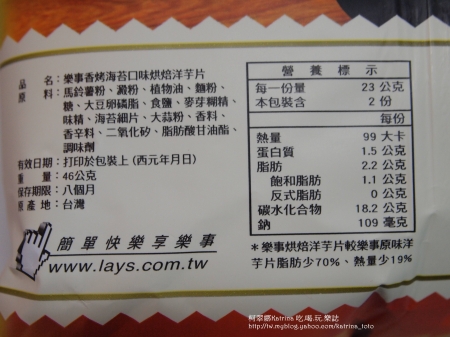 品　名：樂事香烤海苔口味烘焙洋芋片
原　料：馬鈴薯粉、澱粉、植物油、麵粉、
糖、大豆卵磷脂、食鹽、麥芽糊精、
味精、海苔細片、大蒜粉、香料、
香辛料、二氧化矽、脂肪酸甘油酯、
調味劑
有效日期：打印於包裝上 (西元年月日)
重　量：46公克
保存期限：八個月
原產地：台灣
簡單快樂享樂事
www.lays.com.tw
營養標示
每一份量 23 公克
本包裝含 2 份
每份
熱量 99 大卡
蛋白質 1.5 公克
脂肪 2.2 公克
飽和脂肪 1.1 公克
反式脂肪 0 公克
碳水化合物 18.2 公克
鈉 109 毫克
＊樂事烘焙洋芋片較樂事原味洋
芋片脂肪少70%、熱量少19%
柯翠娜Katrina 吃.喝.玩.樂誌
http://tw.myblog.yahoo.com/katrina_toto